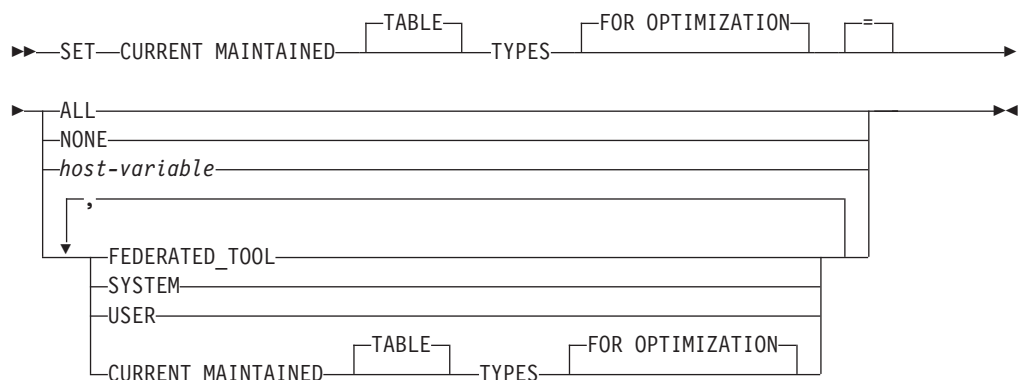 TABLE FOR OPTIMIZATION =
SET CURRENT MAINTAINED TYPES
ALL
NONE
host-variable
,
FEDERATED_TOOL
SYSTEM
USER
TABLE FOR OPTIMIZATION
CURRENT MAINTAINED TYPES